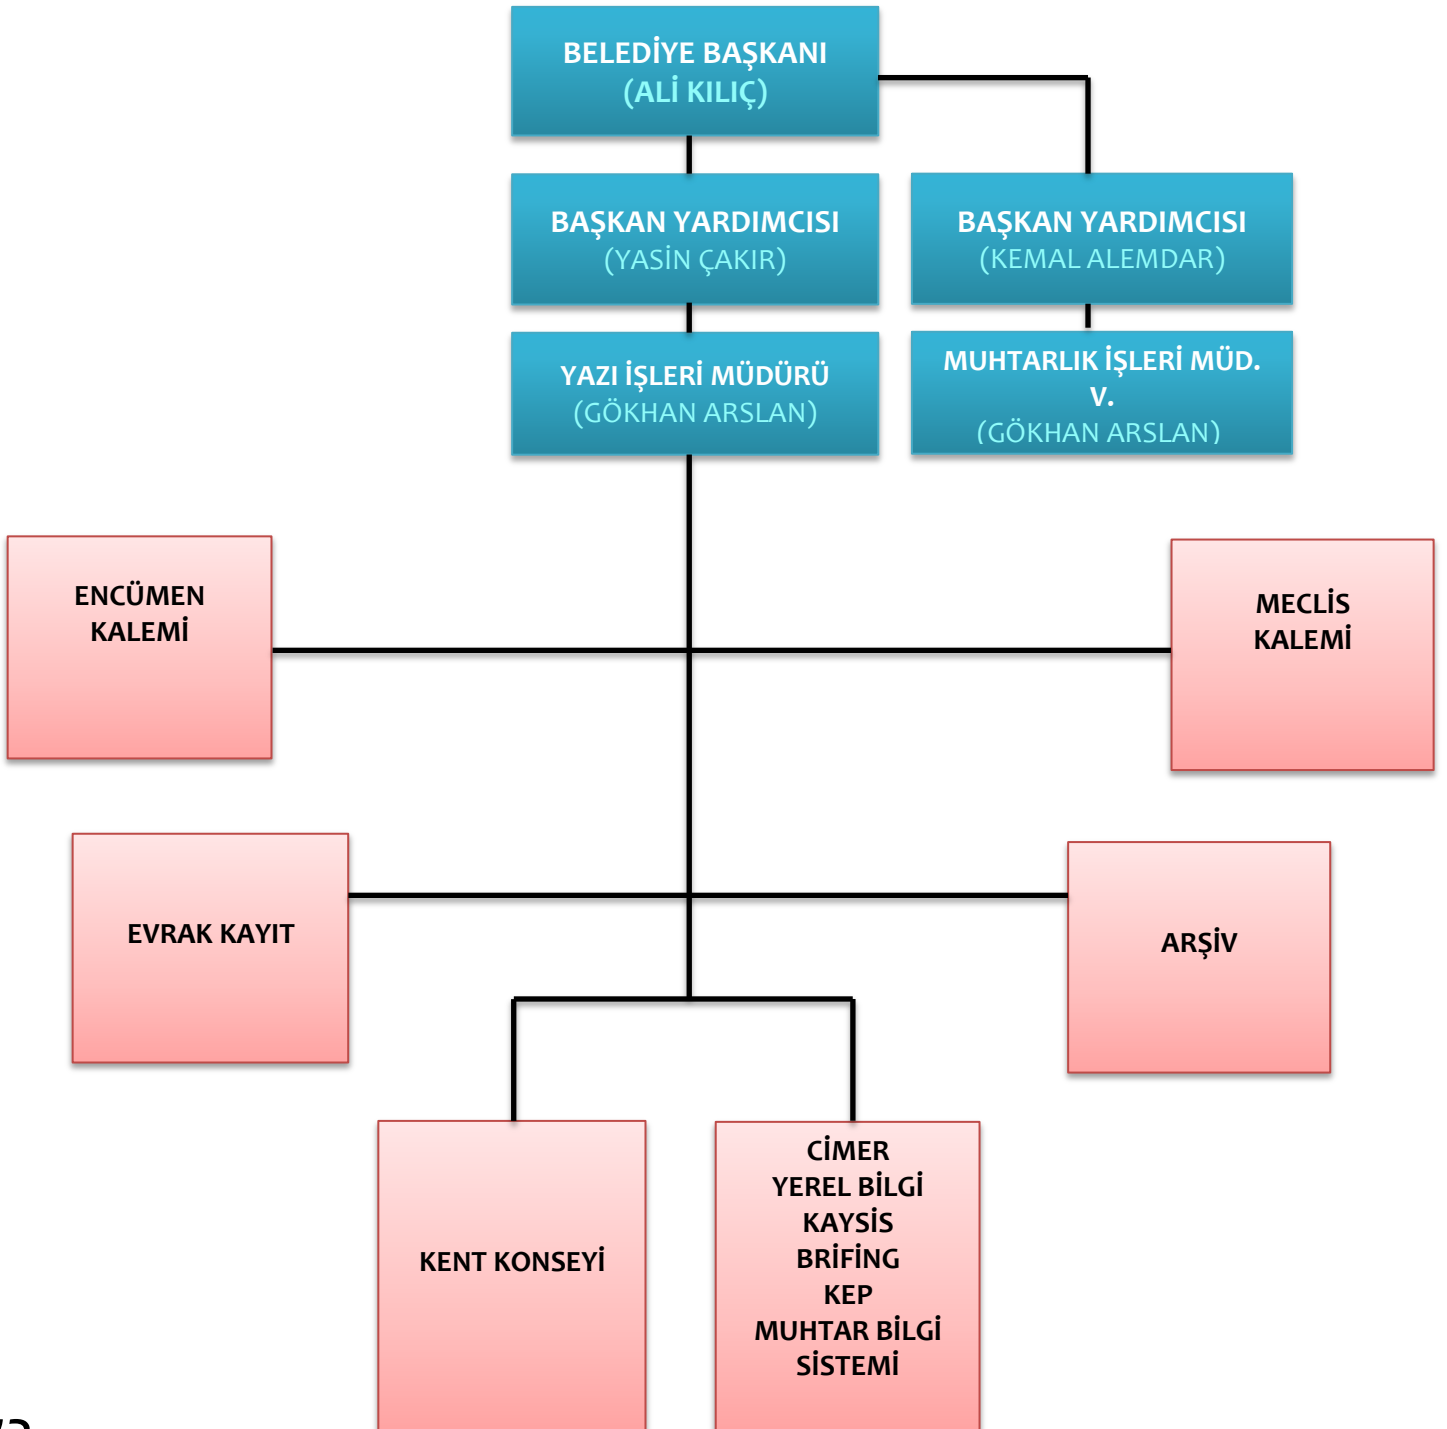 BELEDİYE BAŞKANI
(ALİ KILIÇ)
BAŞKAN YARDIMCISI
(YASİN ÇAKIR)
BAŞKAN YARDIMCISI
(KEMAL ALEMDAR)
YAZI İŞLERİ MÜDÜRÜ
(GÖKHAN ARSLAN)
MUHTARLIK İŞLERİ MÜD.
V.
(GÖKHAN ARSLAN)
ENCÜMEN
KALEMİ
MECLİS
KALEMİ
EVRAK KAYIT
ARŞİV
KENT KONSEYİ
CİMER
YEREL BİLGİ
KAYSİS
BRİFİNG
KEP
MUHTAR BİLGİ
SİSTEMİ